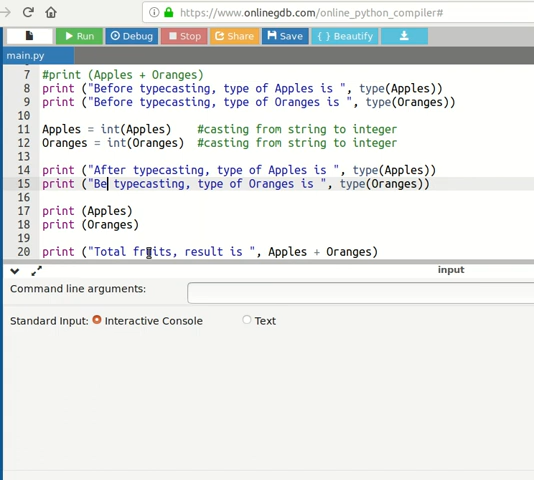 https://www.onlinegdb.com/online_python_compiler#
Run Debug Stop Share Save { } Beautify
main.py
7 #print (Apples + Oranges)
8 print ("Before typecasting, type of Apples is ", type(Apples))
9 print ("Before typecasting, type of Oranges is ", type(Oranges))
10
11 Apples = int(Apples) #casting from string to integer
12 Oranges = int(Oranges) #casting from string to integer
13
14 print ("After typecasting, type of Apples is ", type(Apples))
15 print ("Be typecasting, type of Oranges is ", type(Oranges))
16
17 print (Apples)
18 print (Oranges)
19
20 print ("Total fruits, result is ", Apples + Oranges)
input
Command line arguments:
Standard Input: Interactive Console Text